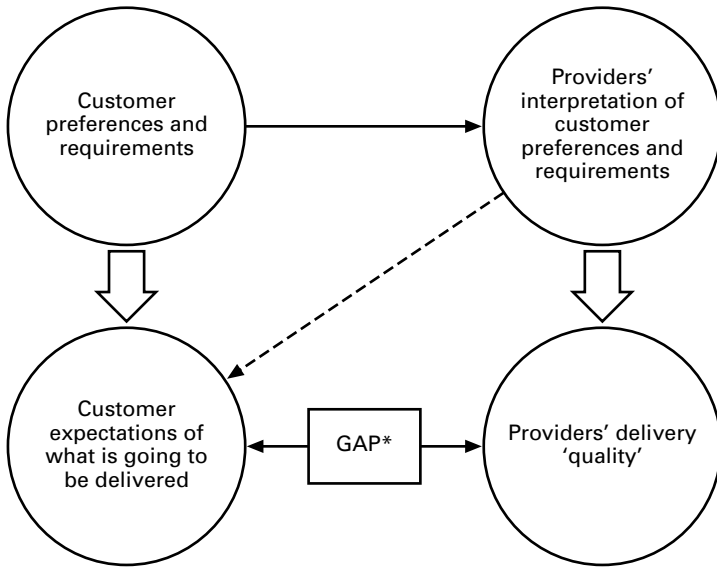 Customer
preferences and
requirements
Providers’
interpretation of
customer
preferences and
requirements
Customer
expectations of
what is going to
be delivered
GAP*
Providers’ delivery
‘quality’